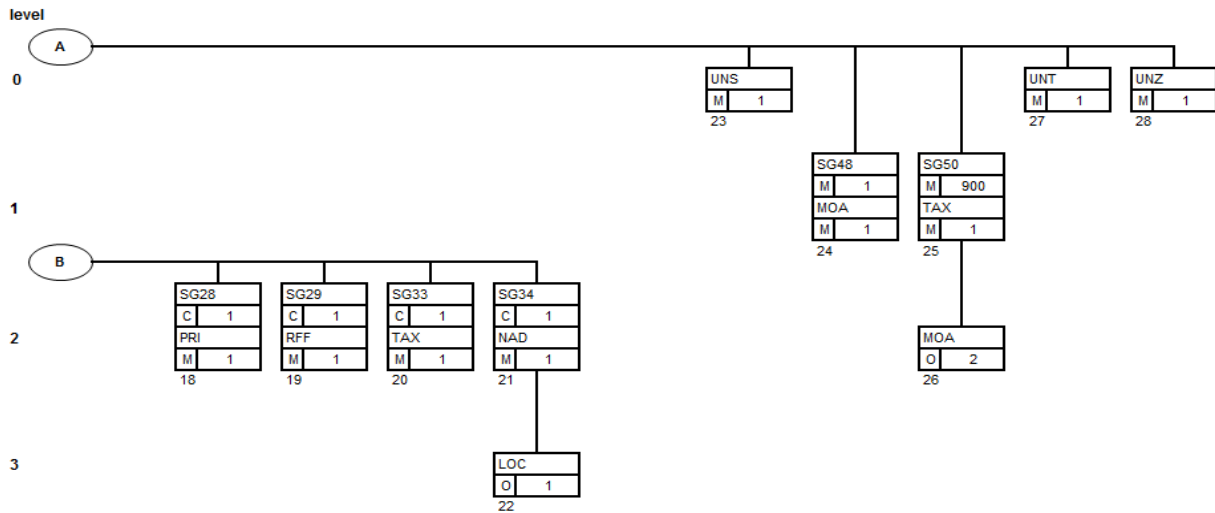 level
A
0
UNS
M 1
23
UNT
M 1
27
UNZ
M 1
28
1
SG48
M 1
MOA
M 1
24
SG50
M 900
TAX
M 1
25
B
2
SG28
C 1
PRI
M 1
18
SG29
C 1
RFF
M 1
19
SG33
C 1
TAX
M 1
20
SG34
C 1
NAD
M 1
21
MOA
O 2
26
3
LOC
O 1
22